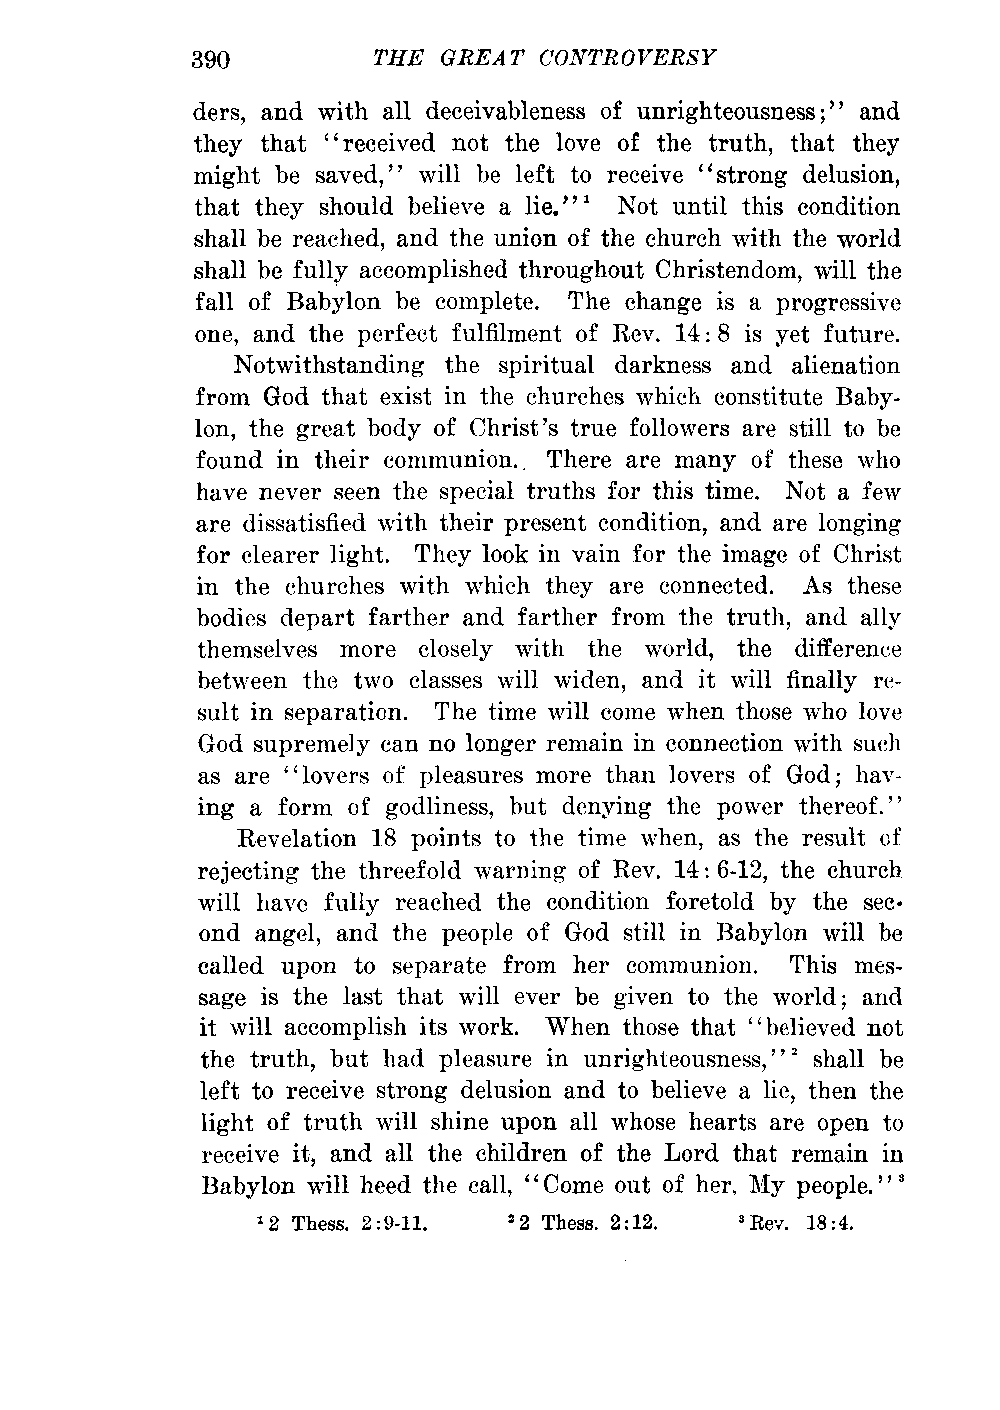 390 THE GREAT CONTROVERSY
ders, and with all deceivableness of unrighteousness;'' and
they that ''received not the love of the truth, that they
might be saved,'' will be left to receive ''strong delusion,
that they should believe a lie.''¹ Not until this condition
shall be reached, and the union of the church with the world
shall be fully accomplished throughout Christendom, will the
fall of Babylon be complete. The change is a progressive
one, and the perfect fulfilment of Rev. 14:8 is yet future.
Notwithstanding the spiritual darkness and alienation
from God that exist in the churches which constitute Baby-
lon, the great body of Christ's true followers are still to be
found in their communion. There are many of these who
have never seen the special truths for this time. Not a few
are dissatisfied with their present condition, and are longing
for clearer light. They look in vain for the image of Christ
in the churches with which they are connected. As these
bodies depart farther and farther from the truth, and ally
themselves more closely with the world, the difference
between the two classes will widen, and it will finally re-
sult in separation. The time will come when those who love
God supremely can no longer remain in connection with such
as are ''lovers of pleasures more than lovers of God; hav-
ing a form of godliness, but denying the power thereof.''
Revelation 18 points to the time when, as the result of
rejecting the threefold warning of Rev. 14:6-12, the church
will have fully reached the condition foretold by the sec-
ond angel, and the people of God still in Babylon will be
called upon to separate from her communion. This mes-
sage is the last that will ever be given to the world; and
it will accomplish its work. When those that ''believed not
the truth, but had pleasure in unrighteousness,''² shall be
left to receive strong delusion and to believe a lie, then the
light of truth will shine upon all whose hearts are open to
receive it, and all the children of the Lord that remain in
Babylon will heed the call, ''Come out of her, My people.''³
¹2 Thess. 2:9-11. ²2 Thess. 2:12. ³Rev. 18:4.